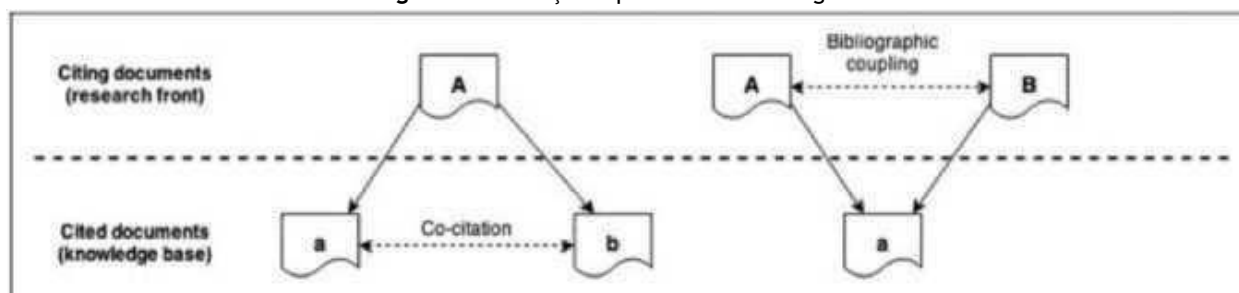 Citing documents
(research front)
A
A
Bibliographic
coupling
B
Cited documents
(knowledge base)
a
Co-citation
b
a